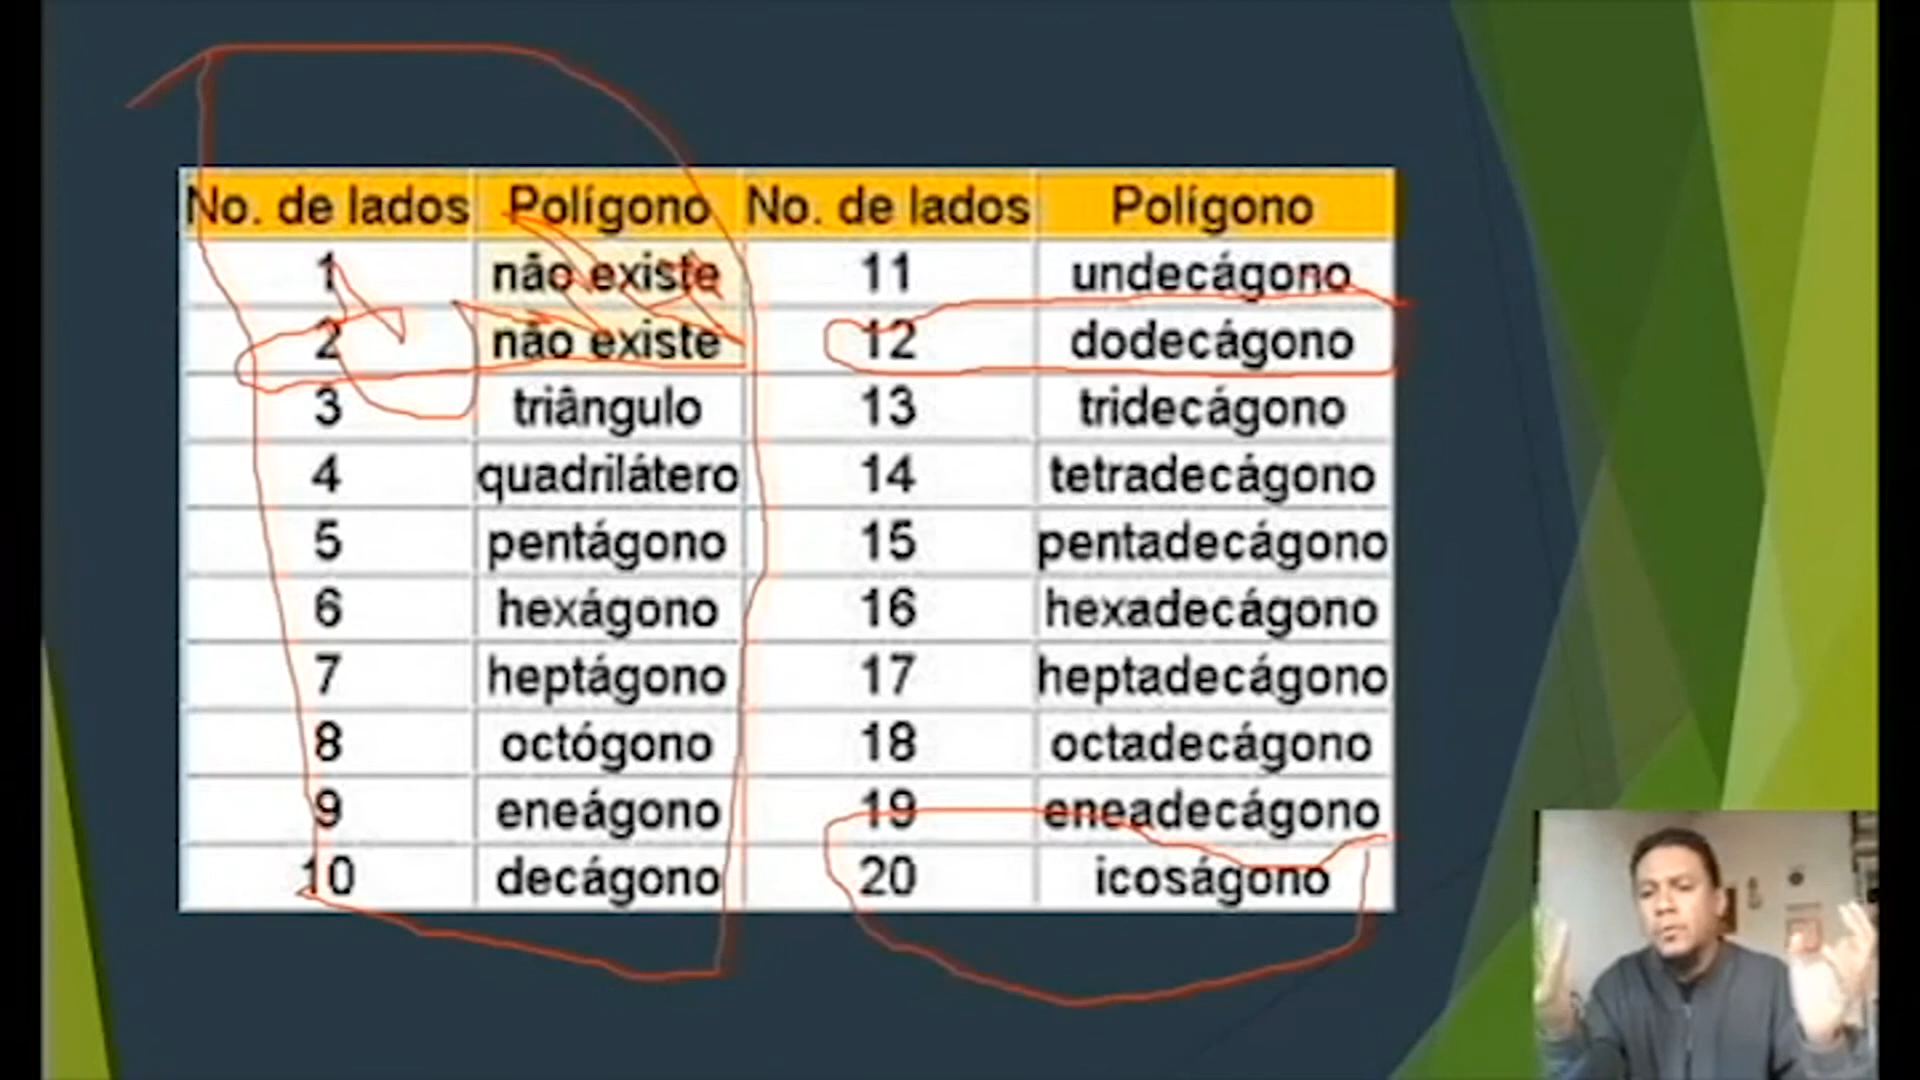 No. de lados Polígono No. de lados Polígono
1 não existe 11 undecágono
2 não existe 12 dodecágono
3 triângulo 13 tridecágono
4 quadrilátero 14 tetradecágono
5 pentágono 15 pentadecágono
6 hexágono 16 hexadecágono
7 heptágono 17 heptadecágono
8 octógono 18 octadecágono
9 eneágono 19 eneadecágono
10 decágono 20 icoságono